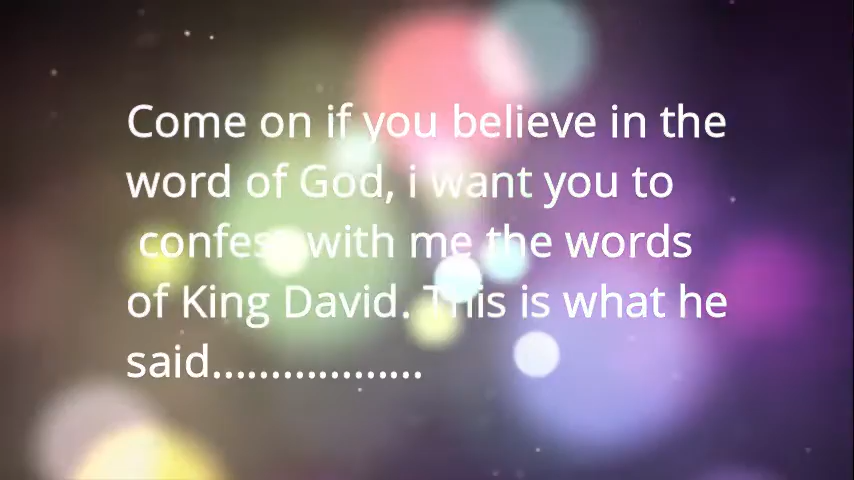 Come on if you believe in the
word of God, i want you to
confess with me the words
of King David. This is what he
said..................